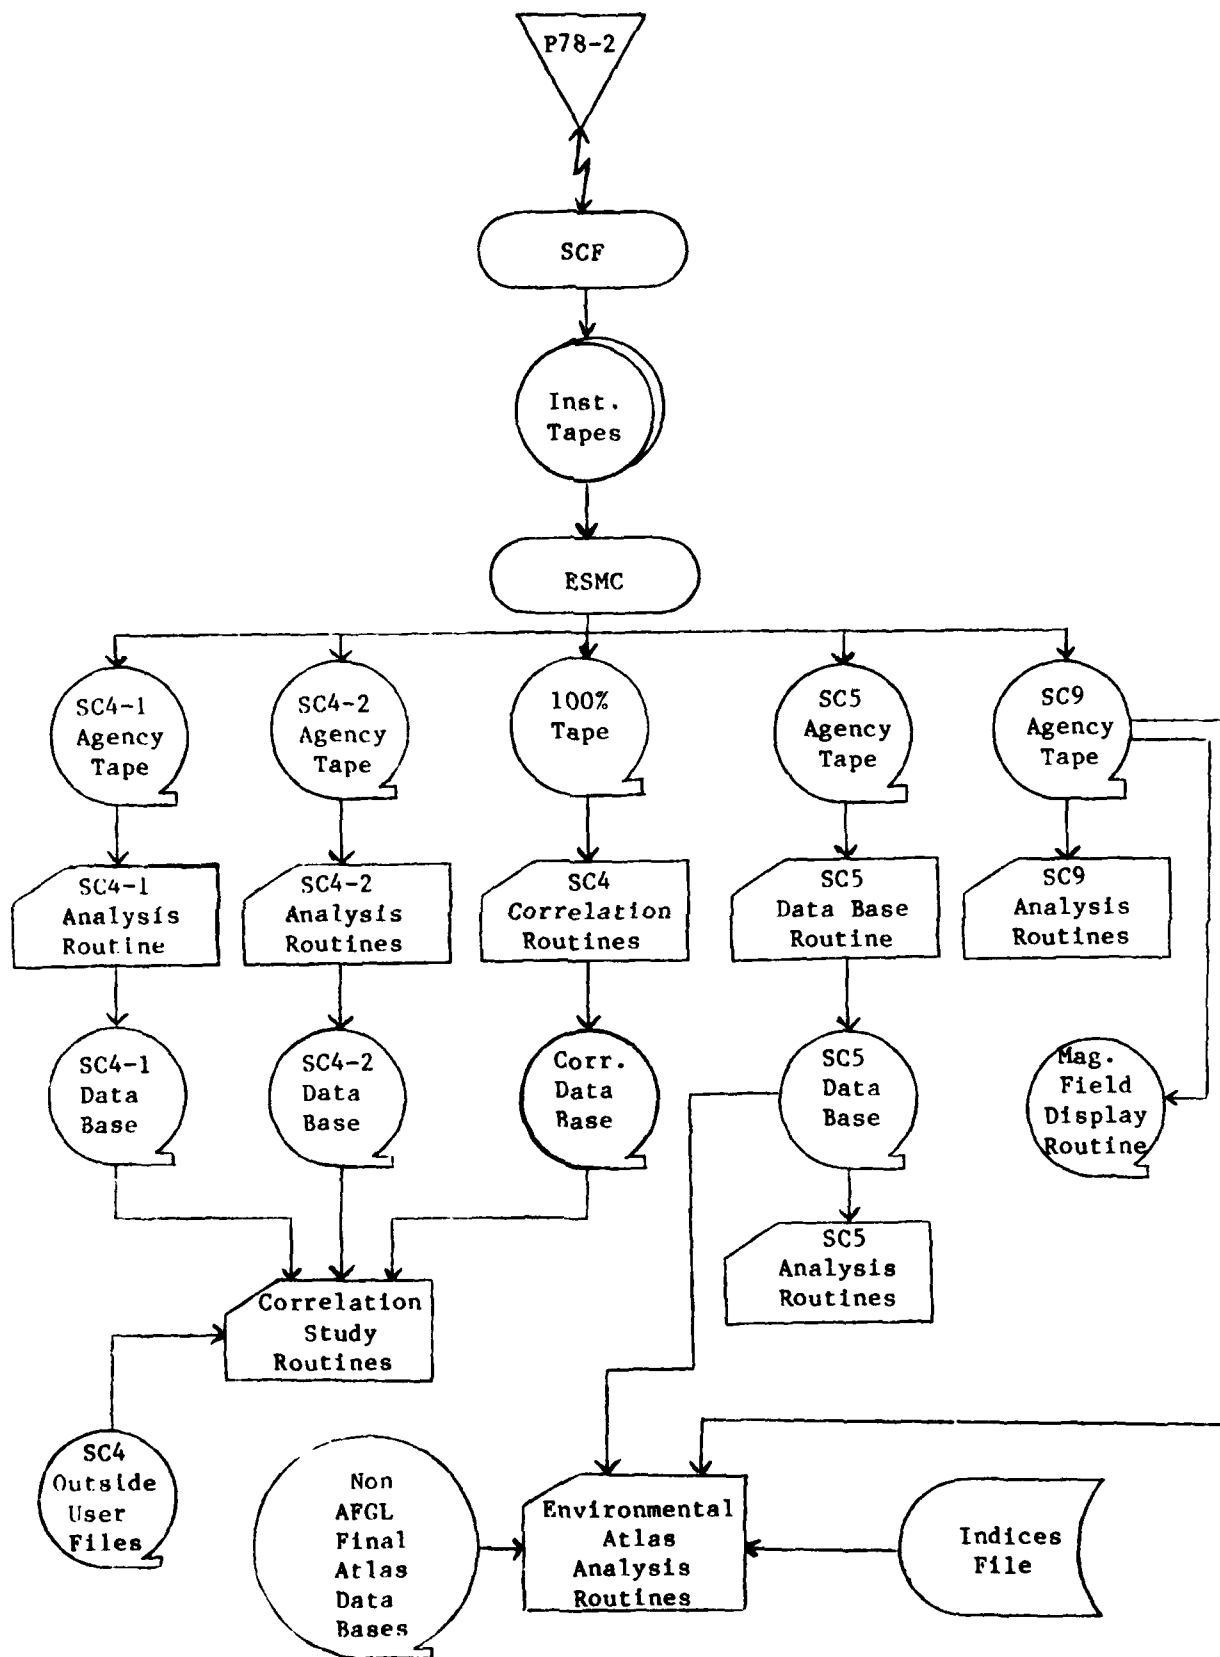 P78-2
SCF
Inst.
Tapes
ESMC
SC4-1
Agency
Tape
SC4-2
Agency
Tape
100%
Tape
SC5
Agency
Tape
SC9
Agency
Tape
SC4-1
Analysis
Routine
SC4-2
Analysis
Routines
SC4
Correlation
Routines
SC5
Data Base
Routine
SC9
Analysis
Routines
SC4-1
Data
Base
SC4-2
Data
Base
Corr.
Data
Base
SC5
Data
Base
Mag.
Field
Display
Routine
SC5
Analysis
Routines
Correlation
Study
Routines
SC4
Outside
User
Files
Non
AFGL
Final
Atlas
Data
Bases
Environmental
Atlas
Analysis
Routines
Indices
File